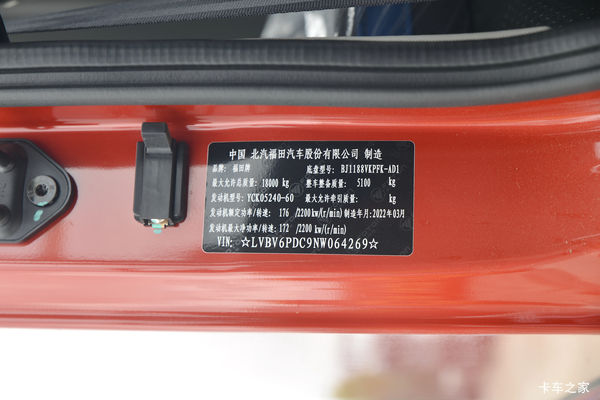 中国 北汽福田汽车股份有限公司 制造
品牌: 福田牌 底盘型号: BJ1188VKPFK-AD1
最大允许总质量: 18000 kg 整车整备质量: 5100 kg
发动机型号: YCK05240-60 最大允许牵引质量: kg
发动机额定功率/转速: 176 /2200kw/(r/min) 制造年月:2022年03月
发动机最大净功率/转速: 172 /2200 kw/(r/min)
VIN: ☆LVBV6PDC9NW064269☆
卡车之家